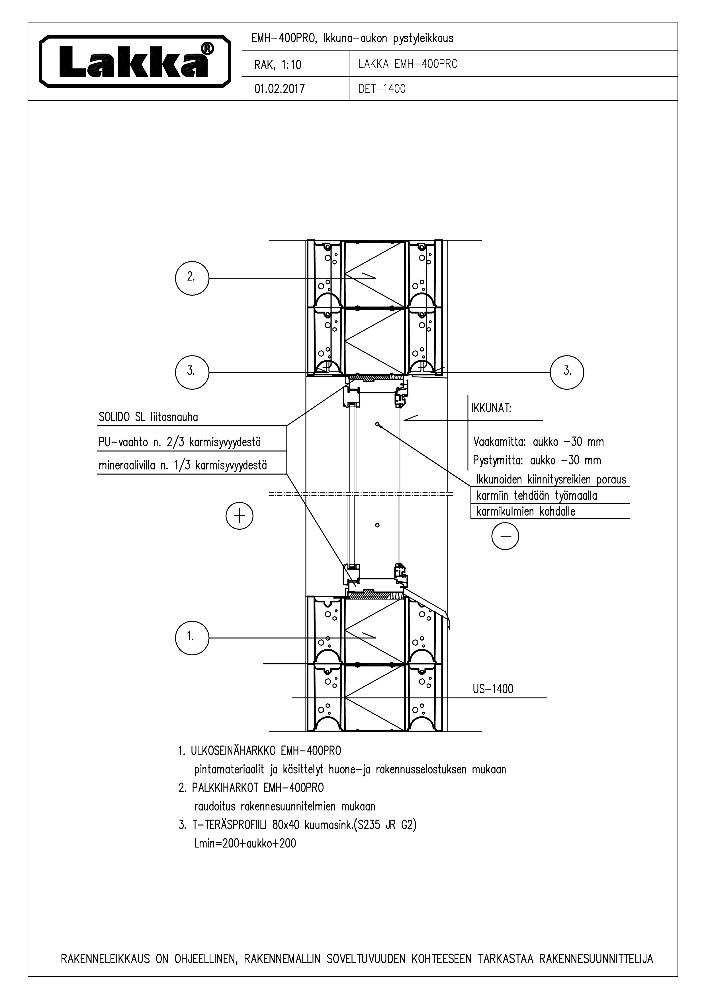 Lakka®
EMH-400PRO, Ikkuna-aukon pystyleikkaus
RAK, 1:10
LAKKA EMH-400PRO
01.02.2017
DET-1400
2.
3.
3.
SOLIDO SL liitosnauha
PU-vaahto n. 2/3 karmisyvyydestä
mineraalivilla n. 1/3 karmisyvyydestä
IKKUNAT:
Vaakamitta: aukko -30 mm
Pystymitta: aukko -30 mm
Ikkunoiden kiinnitysreikien poraus
karmiin tehdään työmaalla
karmikulmien kohdalle
+
-
1.
US-1400
1. ULKOSEINÄHARKKO EMH-400PRO
pintamateriaalit ja käsittelyt huone-ja rakennusselostuksen mukaan
2. PALKKIHARKOT EMH-400PRO
raudoitus rakennesuunnitelmien mukaan
3. T-TERÄSPROFIILI 80x40 kuumasink.(S235 JR G2)
Lmin=200+aukko+200
RAKENNELEIKKAUS ON OHJEELLINEN, RAKENNEMALLIN SOVELTUVUUDEN KOHTEESEEN TARKASTAA RAKENNESUUNNITTELIJA